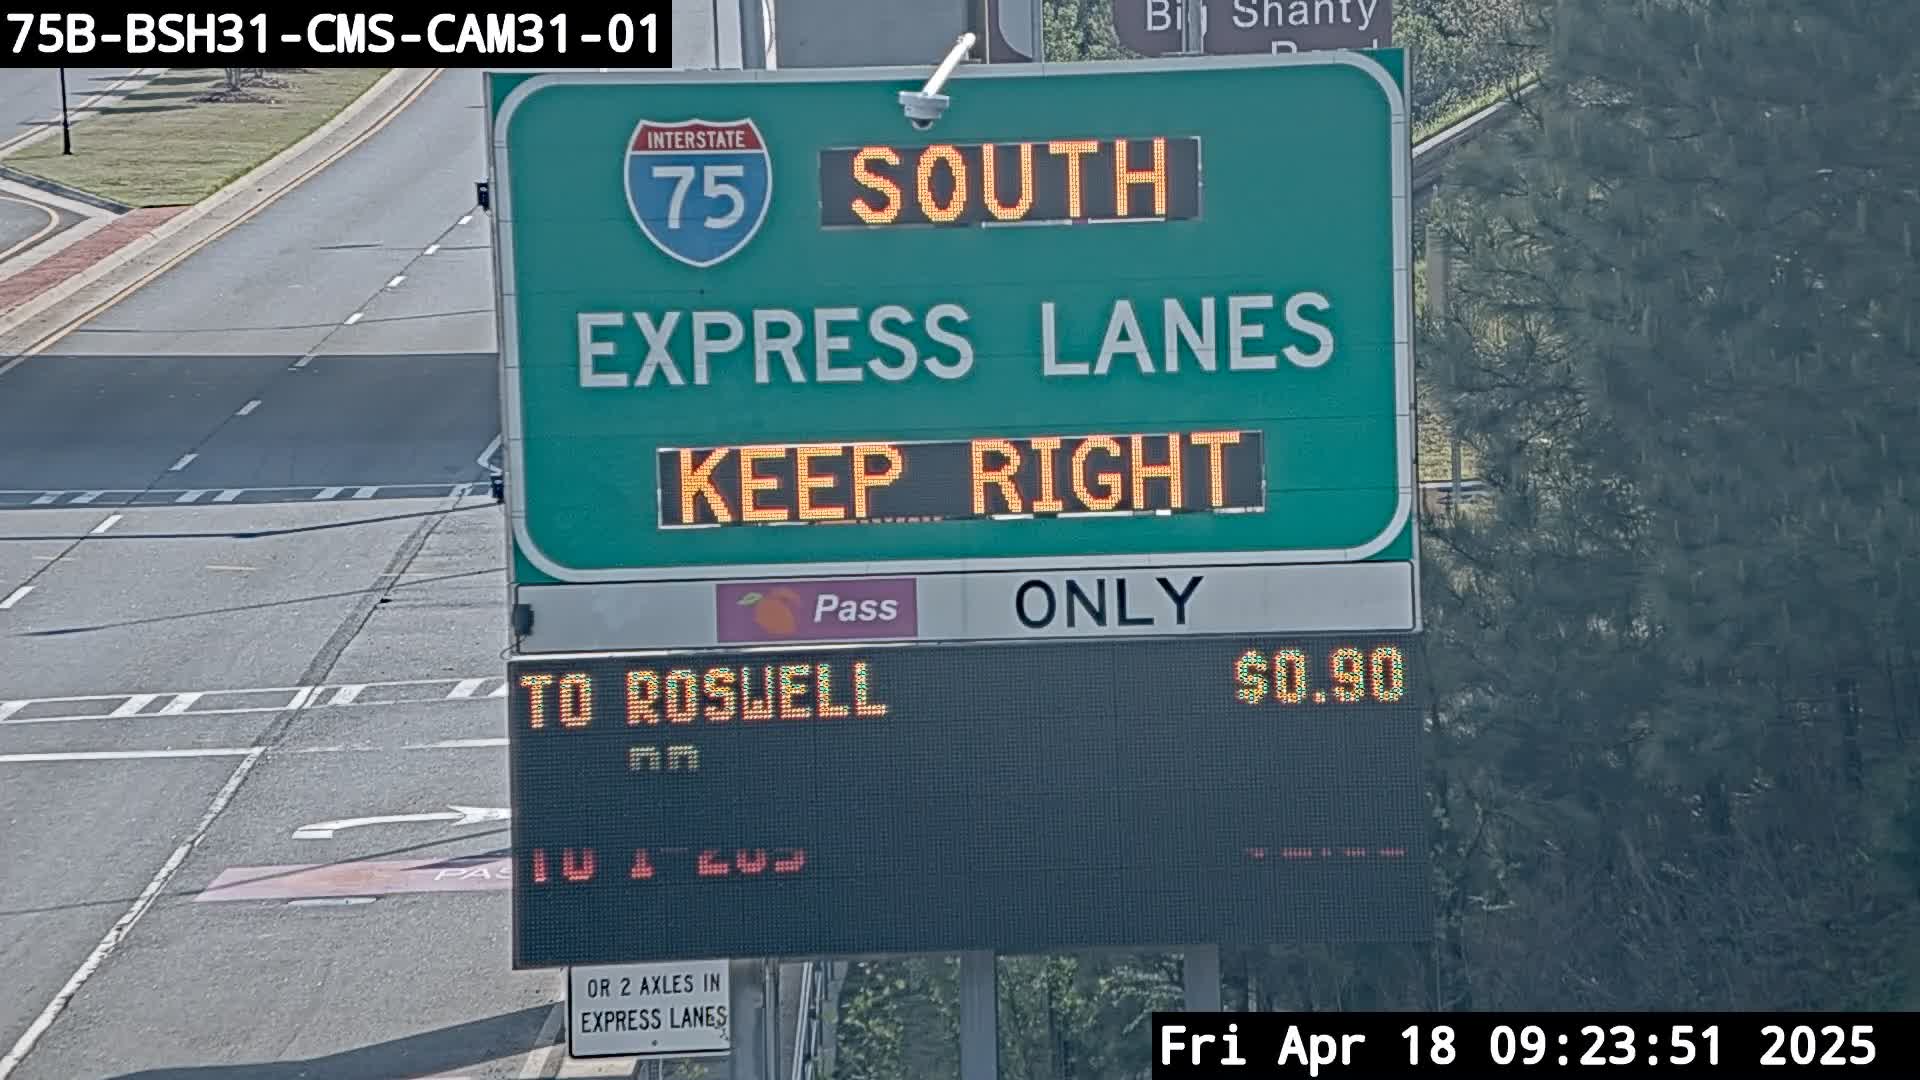 75B-BSH31-CMS-CAM31-01
Big Shanty
INTERSTATE
75
SOUTH
EXPRESS LANES
KEEP RIGHT
Pass ONLY
TO ROSWELL $0.90
OR 2 AXLES IN
EXPRESS LANES
Fri Apr 18 09:23:51 2025